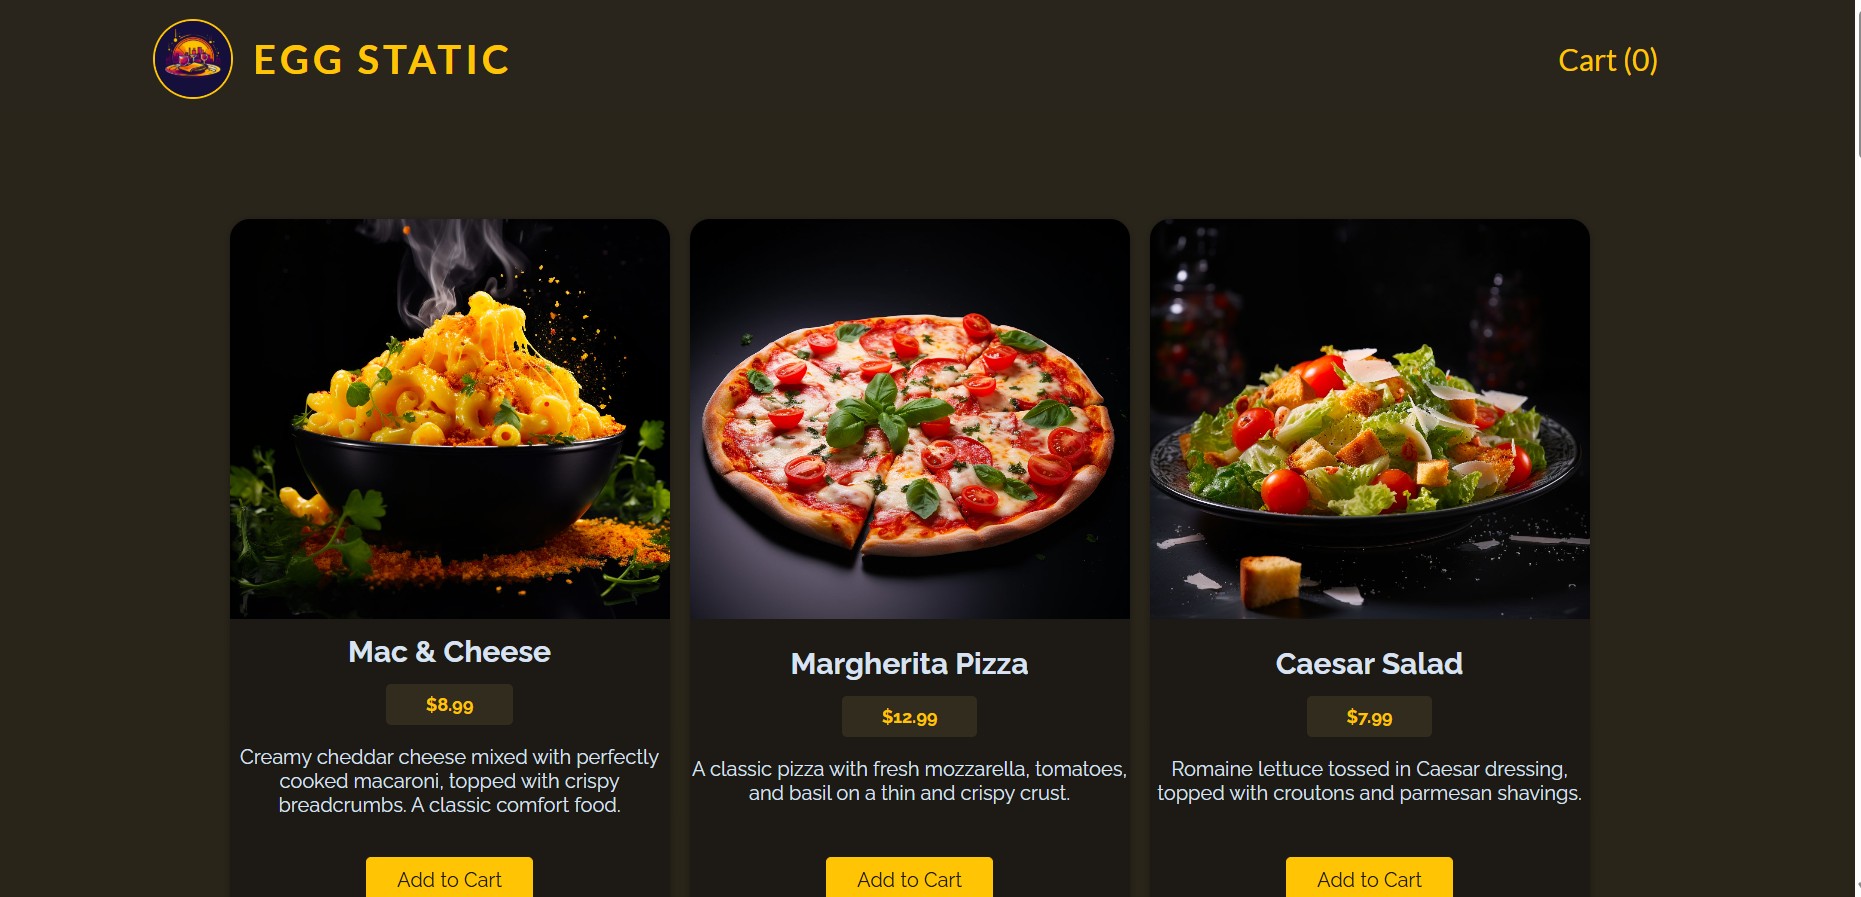 EGG STATIC
Cart (0)
Mac & Cheese
$8.99
Creamy cheddar cheese mixed with perfectly
cooked macaroni, topped with crispy
breadcrumbs. A classic comfort food.
Add to Cart
Margherita Pizza
$12.99
A classic pizza with fresh mozzarella, tomatoes,
and basil on a thin and crispy crust.
Add to Cart
Caesar Salad
$7.99
Romaine lettuce tossed in Caesar dressing,
topped with croutons and parmesan shavings.
Add to Cart